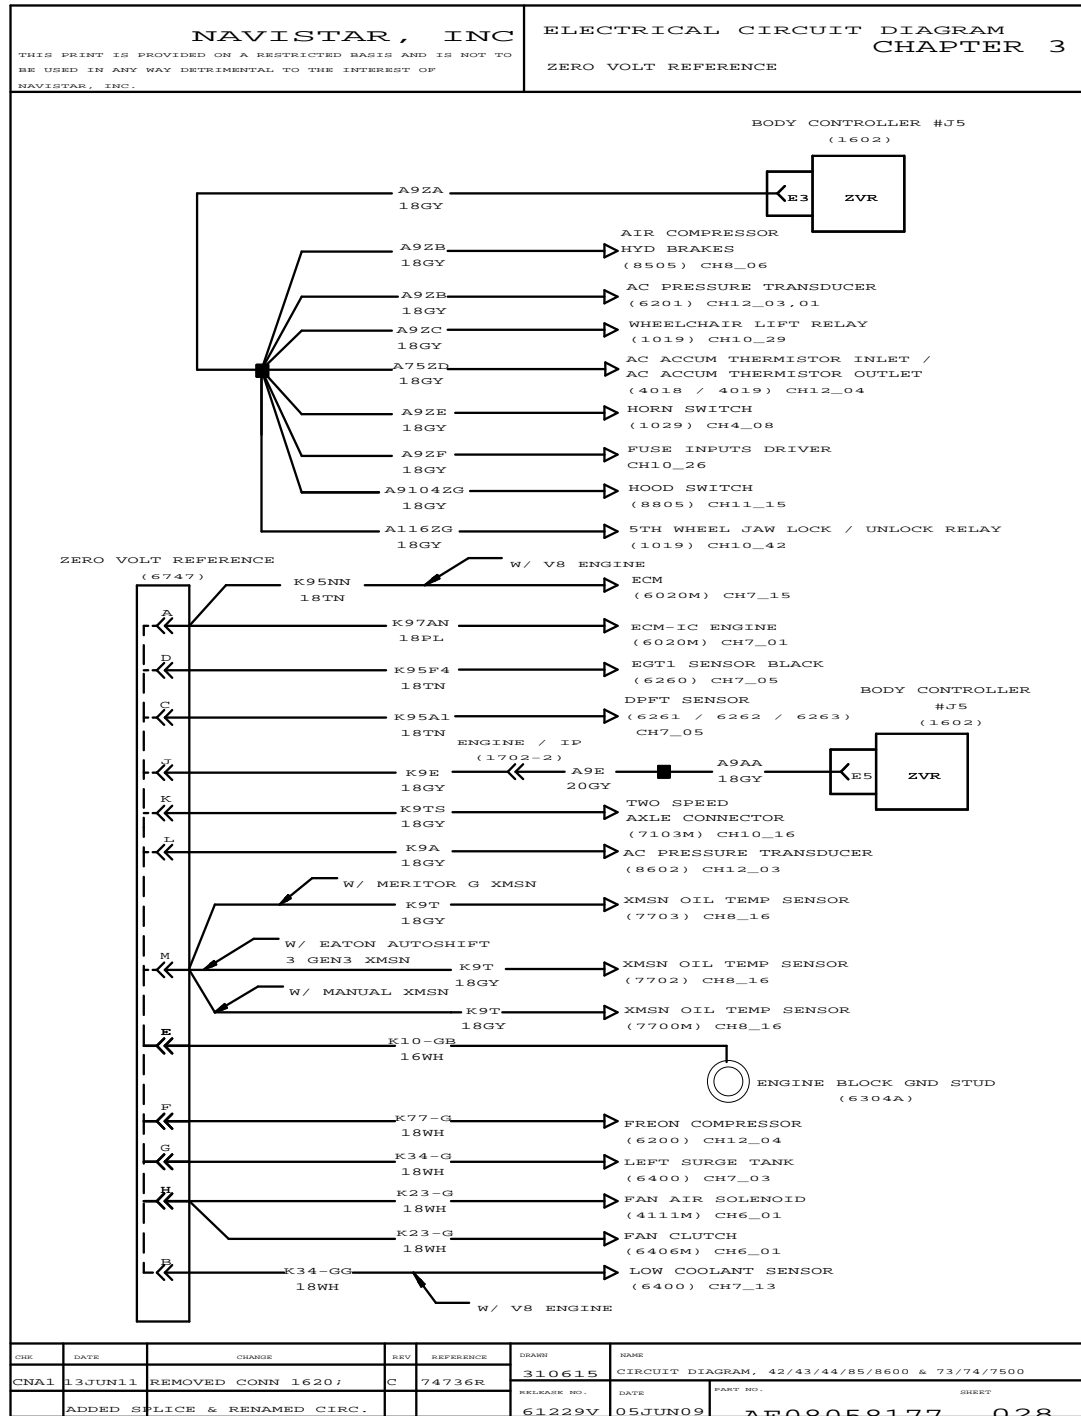 NAVISTAR, INC
THIS PRINT IS PROVIDED ON A RESTRICTED BASIS AND IS NOT TO
BE USED IN ANY WAY DETRIMENTAL TO THE INTEREST OF
NAVISTAR, INC.
ELECTRICAL CIRCUIT DIAGRAM
CHAPTER 3
ZERO VOLT REFERENCE
BODY CONTROLLER #J5
(1602)
A9ZA
18GY
E3
ZVR
A9ZB
18GY
AIR COMPRESSOR
HYD BRAKES
(8505) CH8_06
A9ZB
18GY
AC PRESSURE TRANSDUCER
(6201) CH12_03,01
A9ZC
18GY
WHEELCHAIR LIFT RELAY
(1019) CH10_29
A75ZD
18GY
AC ACCUM THERMISTOR INLET /
AC ACCUM THERMISTOR OUTLET
(4018 / 4019) CH12_04
A9ZE
18GY
HORN SWITCH
(1029) CH4_08
A9ZF
18GY
FUSE INPUTS DRIVER
CH10_26
A9104ZG
18GY
HOOD SWITCH
(8805) CH11_15
A116ZG
18GY
5TH WHEEL JAW LOCK / UNLOCK RELAY
(1019) CH10_42
ZERO VOLT REFERENCE
(6747)
W/ V8 ENGINE
K95NN
18TN
ECM
(6020M) CH7_15
A
K97AN
18PL
ECM-IC ENGINE
(6020M) CH7_01
D
K95F4
18TN
EGT1 SENSOR BLACK
(6260) CH7_05
C
K95A1
18TN
DPFT SENSOR
(6261 / 6262 / 6263)
CH7_05
BODY CONTROLLER
#J5
(1602)
ENGINE / IP
(1702-2)
J
K9E
18GY
A9E
20GY
A9AA
18GY
E5
ZVR
K
K9TS
18GY
TWO SPEED
AXLE CONNECTOR
(7103M) CH10_16
L
K9A
18GY
AC PRESSURE TRANSDUCER
(8602) CH12_03
W/ MERITOR G XMSN
K9T
18GY
XMSN OIL TEMP SENSOR
(7703) CH8_16
W/ EATON AUTOSHIFT
3 GEN3 XMSN
M
K9T
18GY
XMSN OIL TEMP SENSOR
(7702) CH8_16
W/ MANUAL XMSN
K9T
18GY
XMSN OIL TEMP SENSOR
(7700M) CH8_16
E
K10-GB
16WH
ENGINE BLOCK GND STUD
(6304A)
F
K77-G
18WH
FREON COMPRESSOR
(6200) CH12_04
G
K34-G
18WH
LEFT SURGE TANK
(6400) CH7_03
H
K23-G
18WH
FAN AIR SOLENOID
(4111M) CH6_01
K23-G
18WH
FAN CLUTCH
(6406M) CH6_01
B
K34-GG
18WH
LOW COOLANT SENSOR
(6400) CH7_13
W/ V8 ENGINE
CHK DATE CHANGE REV REFERENCE
CNA1 13JUN11 REMOVED CONN 1620; C 74736R
ADDED SPLICE & RENAMED CIRC.
DRAWN
310615
NAME
CIRCUIT DIAGRAM, 42/43/44/85/8600 & 73/74/7500
RELEASE NO.
61229V
DATE
05JUN09
PART NO.
AE08058177
SHEET
028